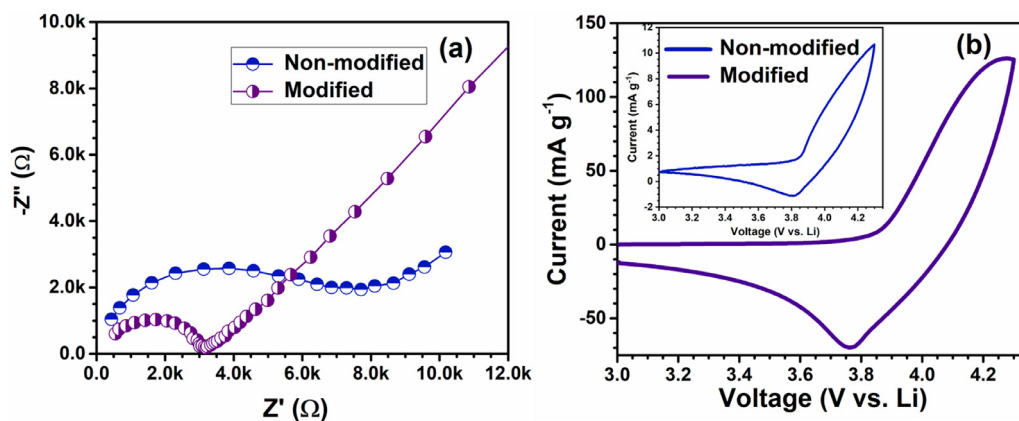 (a)
Non-modified
Modified
-Z'' (Ω)
10.0k
8.0k
6.0k
4.0k
2.0k
0.0
0.0 2.0k 4.0k 6.0k 8.0k 10.0k 12.0k
Z' (Ω)
(b)
Non-modified
Modified
Current (mA g⁻¹)
150
100
50
0
-50
3.0 3.2 3.4 3.6 3.8 4.0 4.2
Voltage (V vs. Li)
Current (mA g⁻¹)
12
10
8
6
4
2
0
-2
3.0 3.2 3.4 3.6 3.8 4.0 4.2
Voltage (V vs. Li)